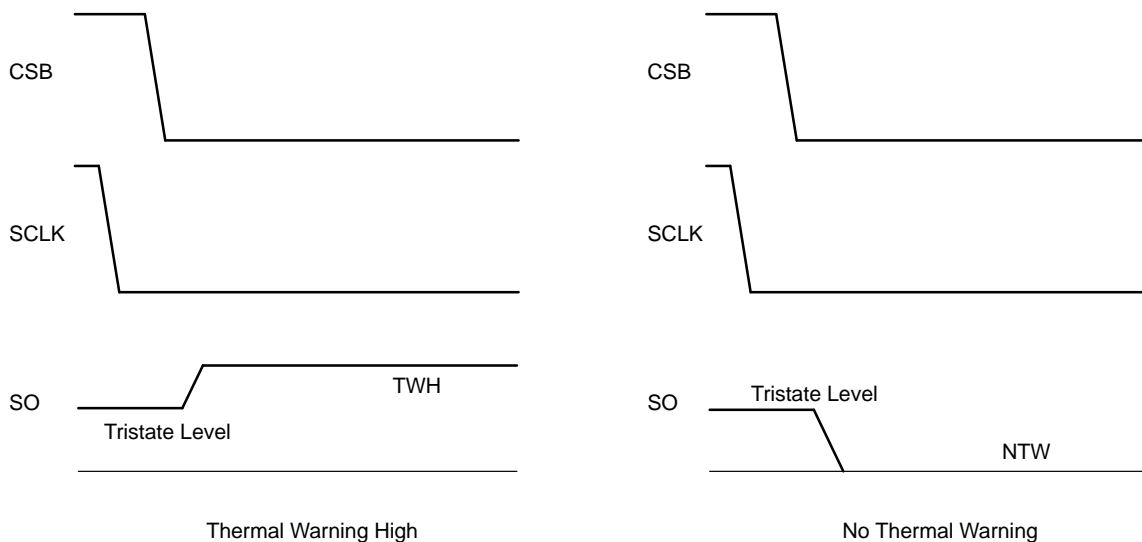 CSB
SCLK
SO
Tristate Level
TWH
Thermal Warning High
CSB
SCLK
SO
Tristate Level
NTW
No Thermal Warning